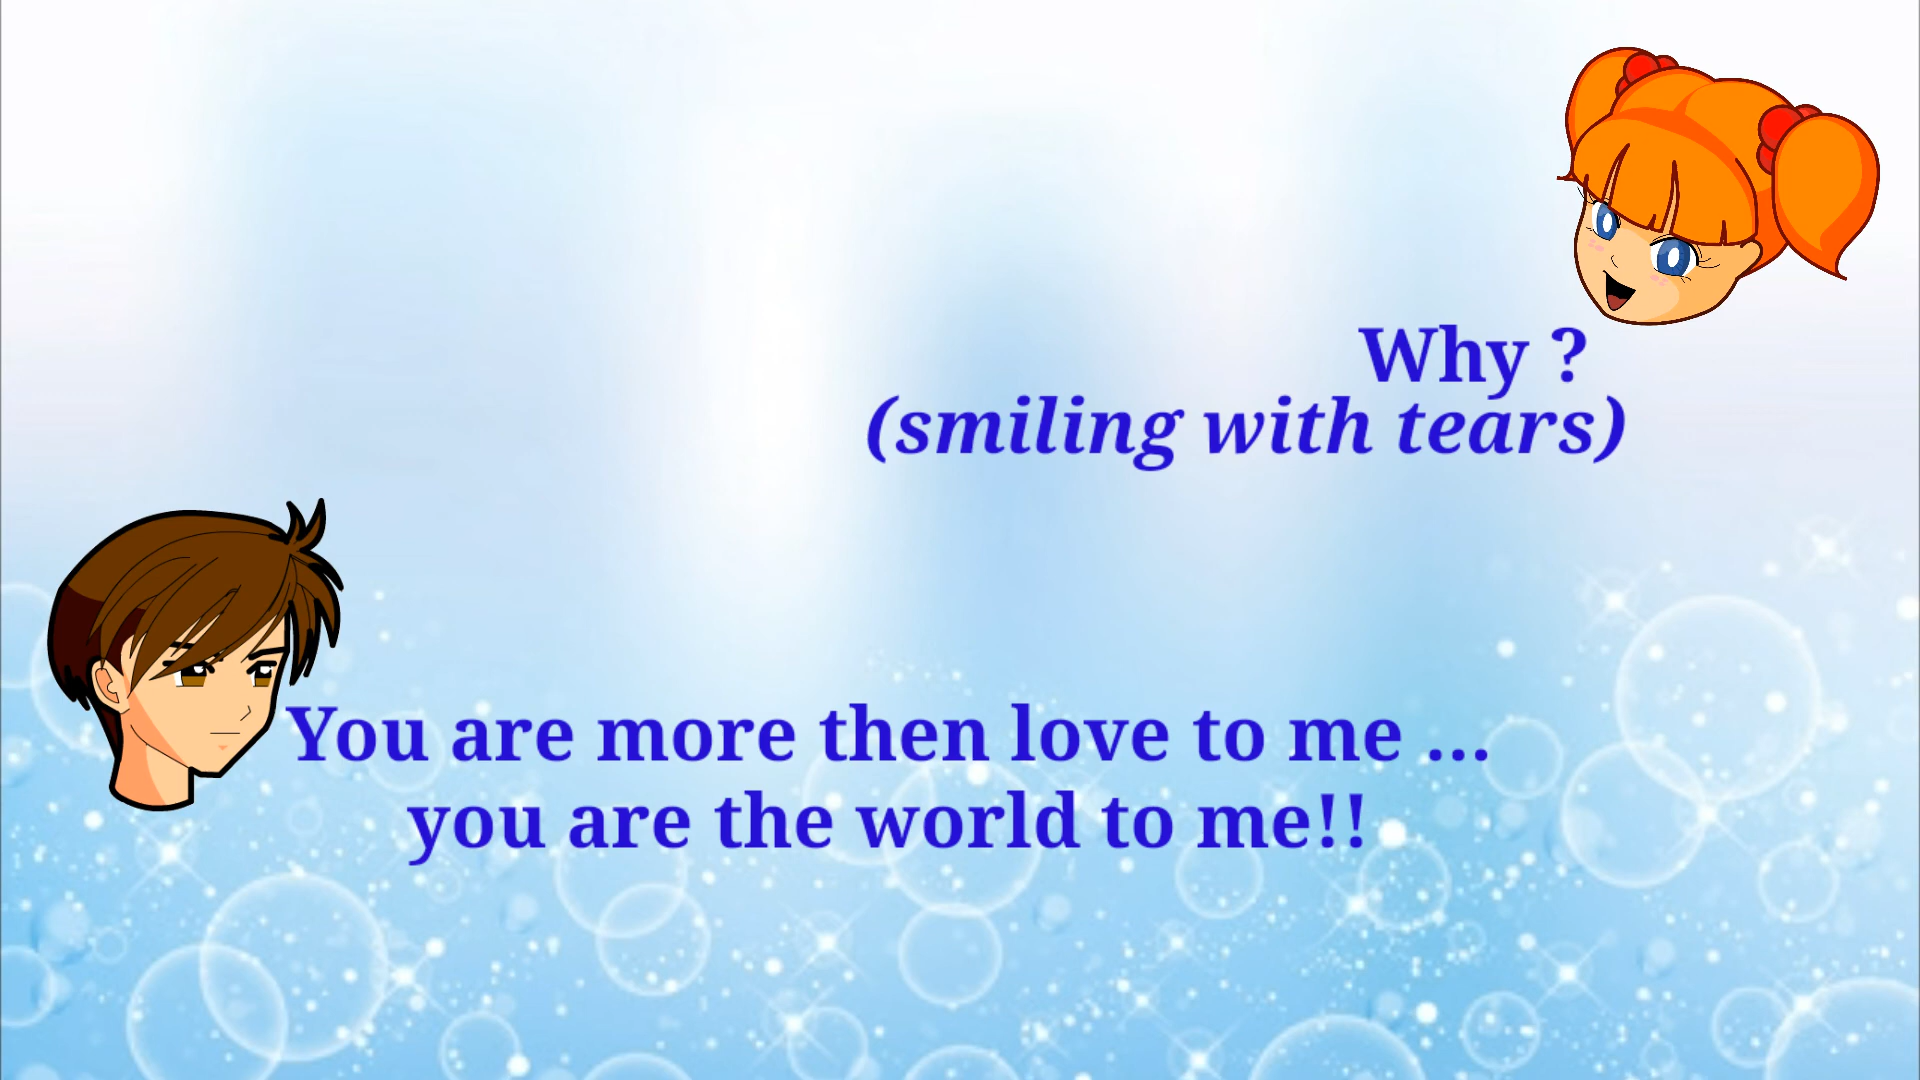 Why ?
(smiling with tears)
You are more then love to me ...
you are the world to me!!